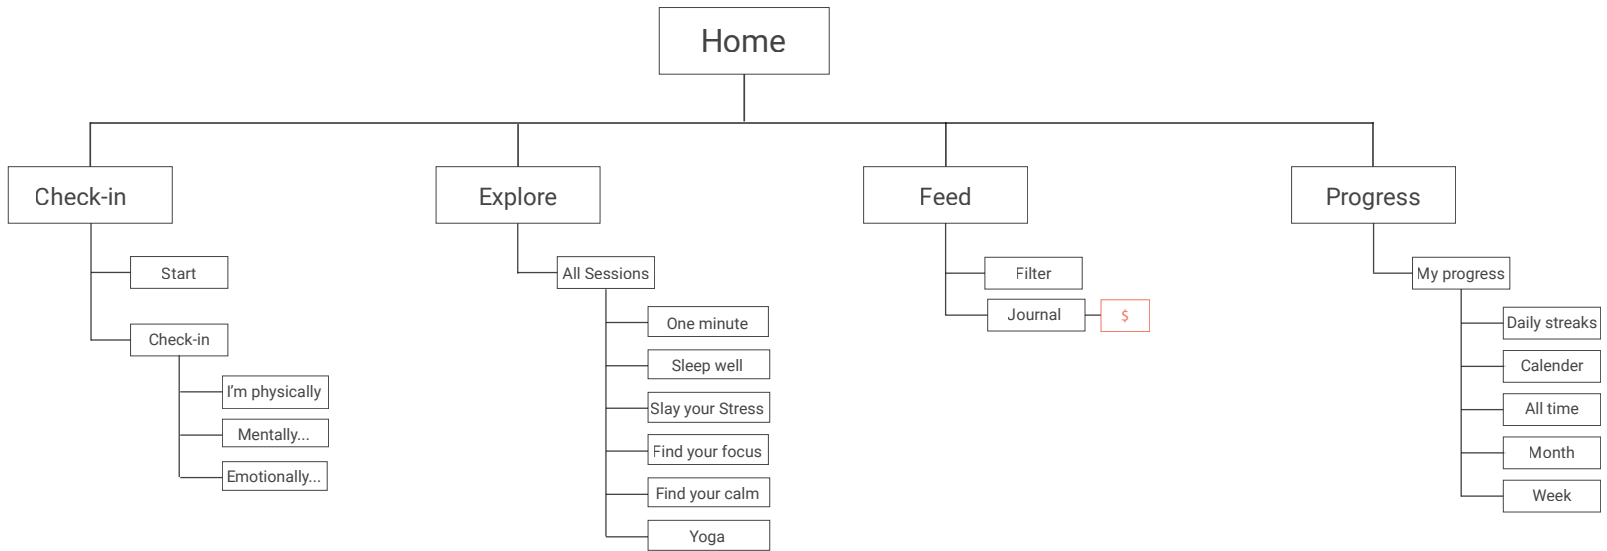 Home
Check-in
Explore
Feed
Progress
Start
Check-in
I'm physically
Mentally...
Emotionally...
All Sessions
One minute
Sleep well
Slay your Stress
Find your focus
Find your calm
Yoga
Filter
Journal
$
My progress
Daily streaks
Calender
All time
Month
Week